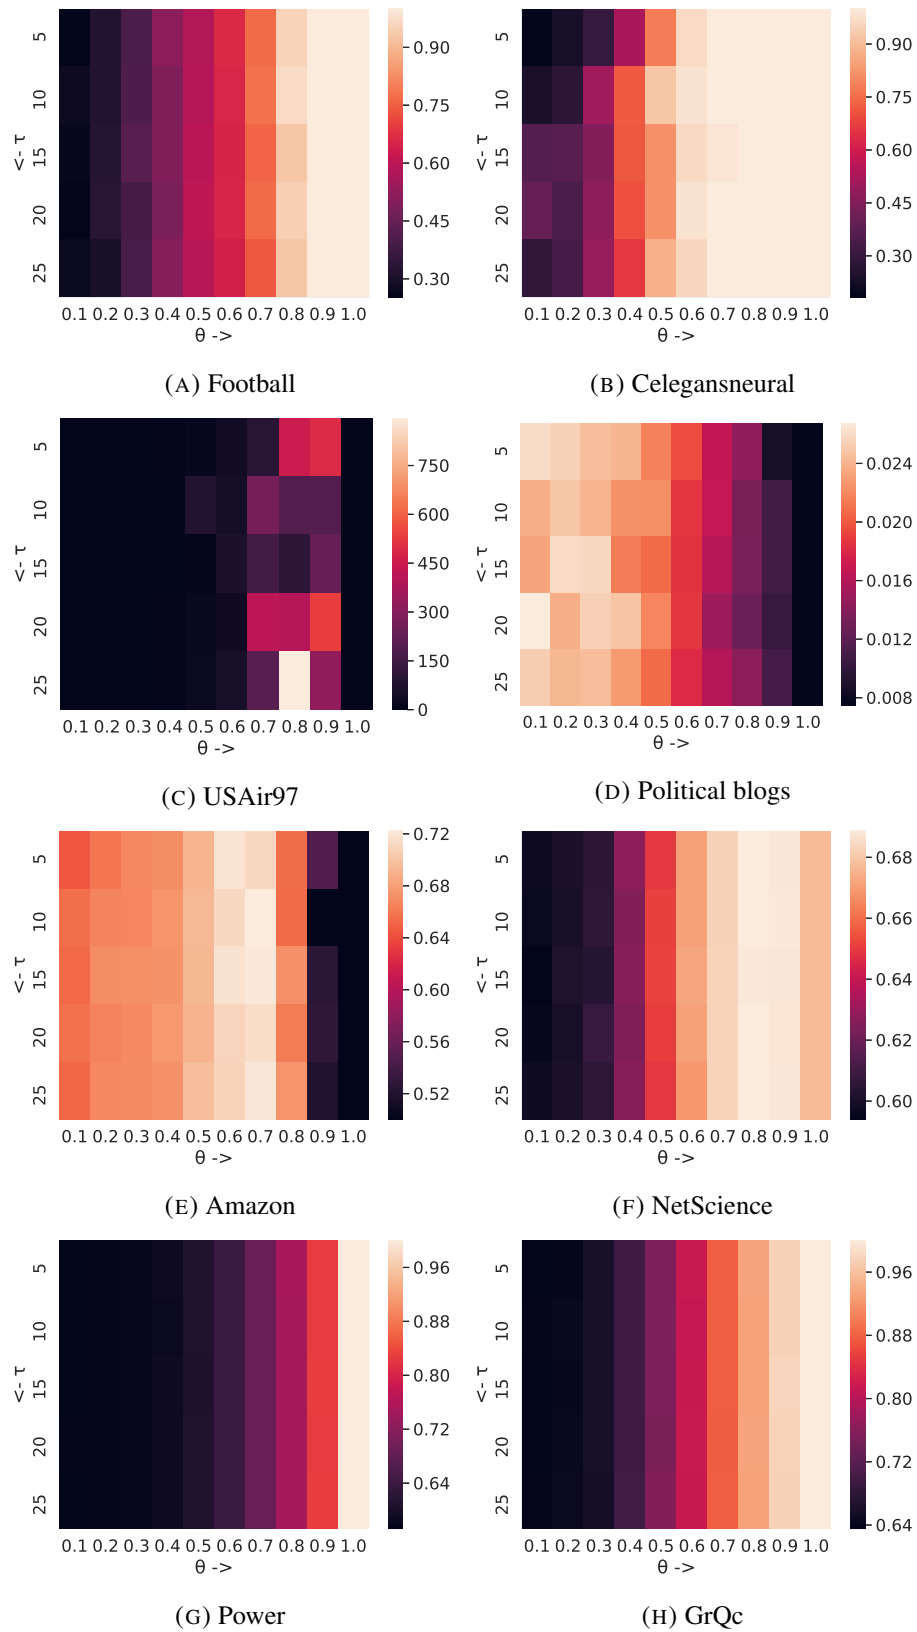 5
10
15
20
25
<- τ
0.1 0.2 0.3 0.4 0.5 0.6 0.7 0.8 0.9 1.0
θ ->
0.90
0.75
0.60
0.45
0.30
(A) Football
5
10
15
20
25
<- τ
0.1 0.2 0.3 0.4 0.5 0.6 0.7 0.8 0.9 1.0
θ ->
0.90
0.75
0.60
0.45
0.30
(B) Celegansneural
5
10
15
20
25
<- τ
0.1 0.2 0.3 0.4 0.5 0.6 0.7 0.8 0.9 1.0
θ ->
750
600
450
300
150
0
(C) USAir97
5
10
15
20
25
<- τ
0.1 0.2 0.3 0.4 0.5 0.6 0.7 0.8 0.9 1.0
θ ->
0.024
0.020
0.016
0.012
0.008
(D) Political blogs
5
10
15
20
25
<- τ
0.1 0.2 0.3 0.4 0.5 0.6 0.7 0.8 0.9 1.0
θ ->
0.72
0.68
0.64
0.60
0.56
0.52
(E) Amazon
5
10
15
20
25
<- τ
0.1 0.2 0.3 0.4 0.5 0.6 0.7 0.8 0.9 1.0
θ ->
0.68
0.66
0.64
0.62
0.60
(F) NetScience
5
10
15
20
25
<- τ
0.1 0.2 0.3 0.4 0.5 0.6 0.7 0.8 0.9 1.0
θ ->
0.96
0.88
0.80
0.72
0.64
(G) Power
5
10
15
20
25
<- τ
0.1 0.2 0.3 0.4 0.5 0.6 0.7 0.8 0.9 1.0
θ ->
0.96
0.88
0.80
0.72
0.64
(H) GrQc